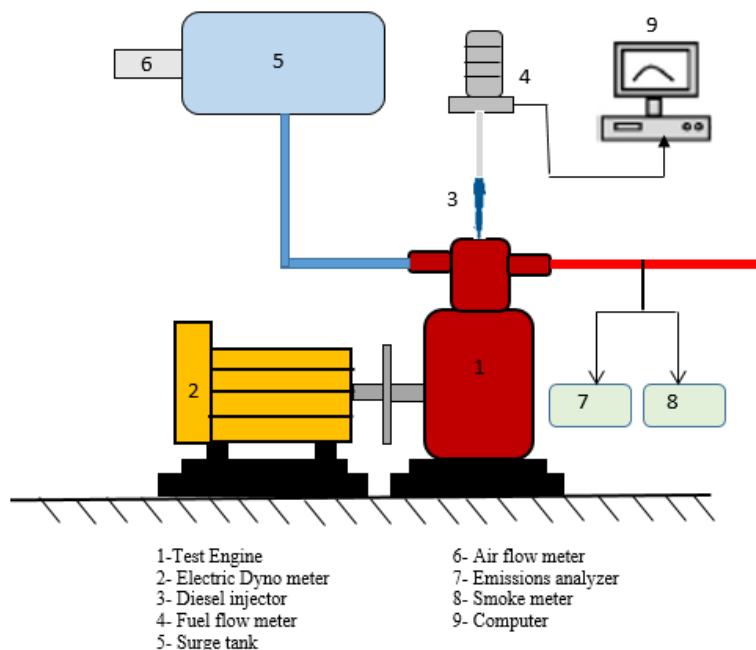 9
6
5
4
3
1
2
7
8
1-Test Engine
2- Electric Dyno meter
3- Diesel injector
4- Fuel flow meter
5- Surge tank
6- Air flow meter
7- Emissions analyzer
8- Smoke meter
9- Computer